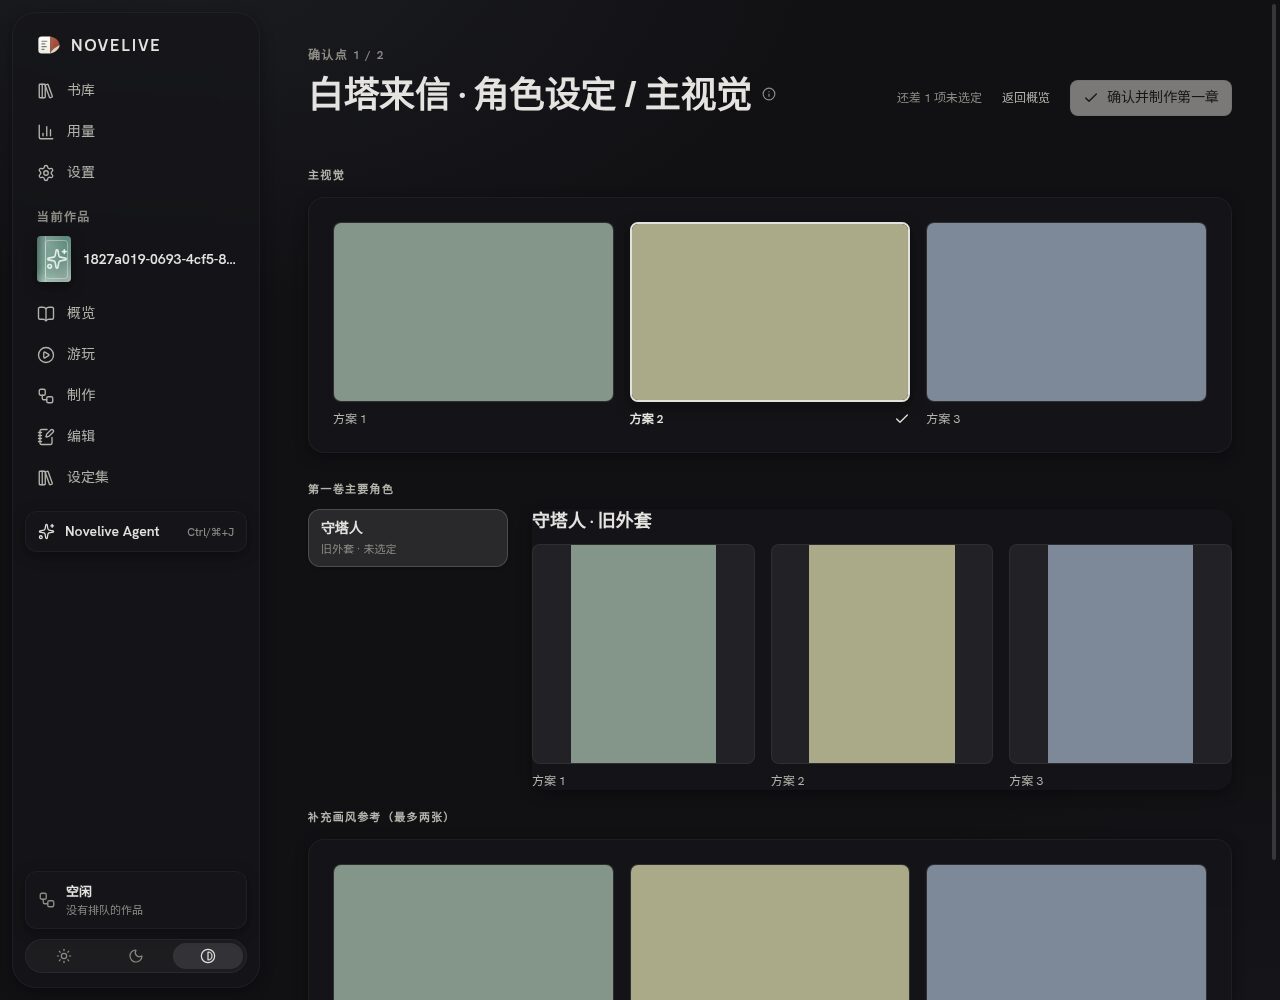 NOVELIVE
书库
用量
设置
当前作品
1827a019-0693-4cf5-8...
概览
游玩
制作
编辑
设定集
Novelive Agent Ctrl/⌘+J
空闲
没有排队的作品
确认点 1 / 2
白塔来信 · 角色设定 / 主视觉
还差 1 项未选定 返回概览 确认并制作第一章
主视觉
方案 1 方案 2 方案 3
第一卷主要角色
守塔人
旧外套 · 未选定
守塔人 · 旧外套
方案 1 方案 2 方案 3
补充画风参考（最多两张）